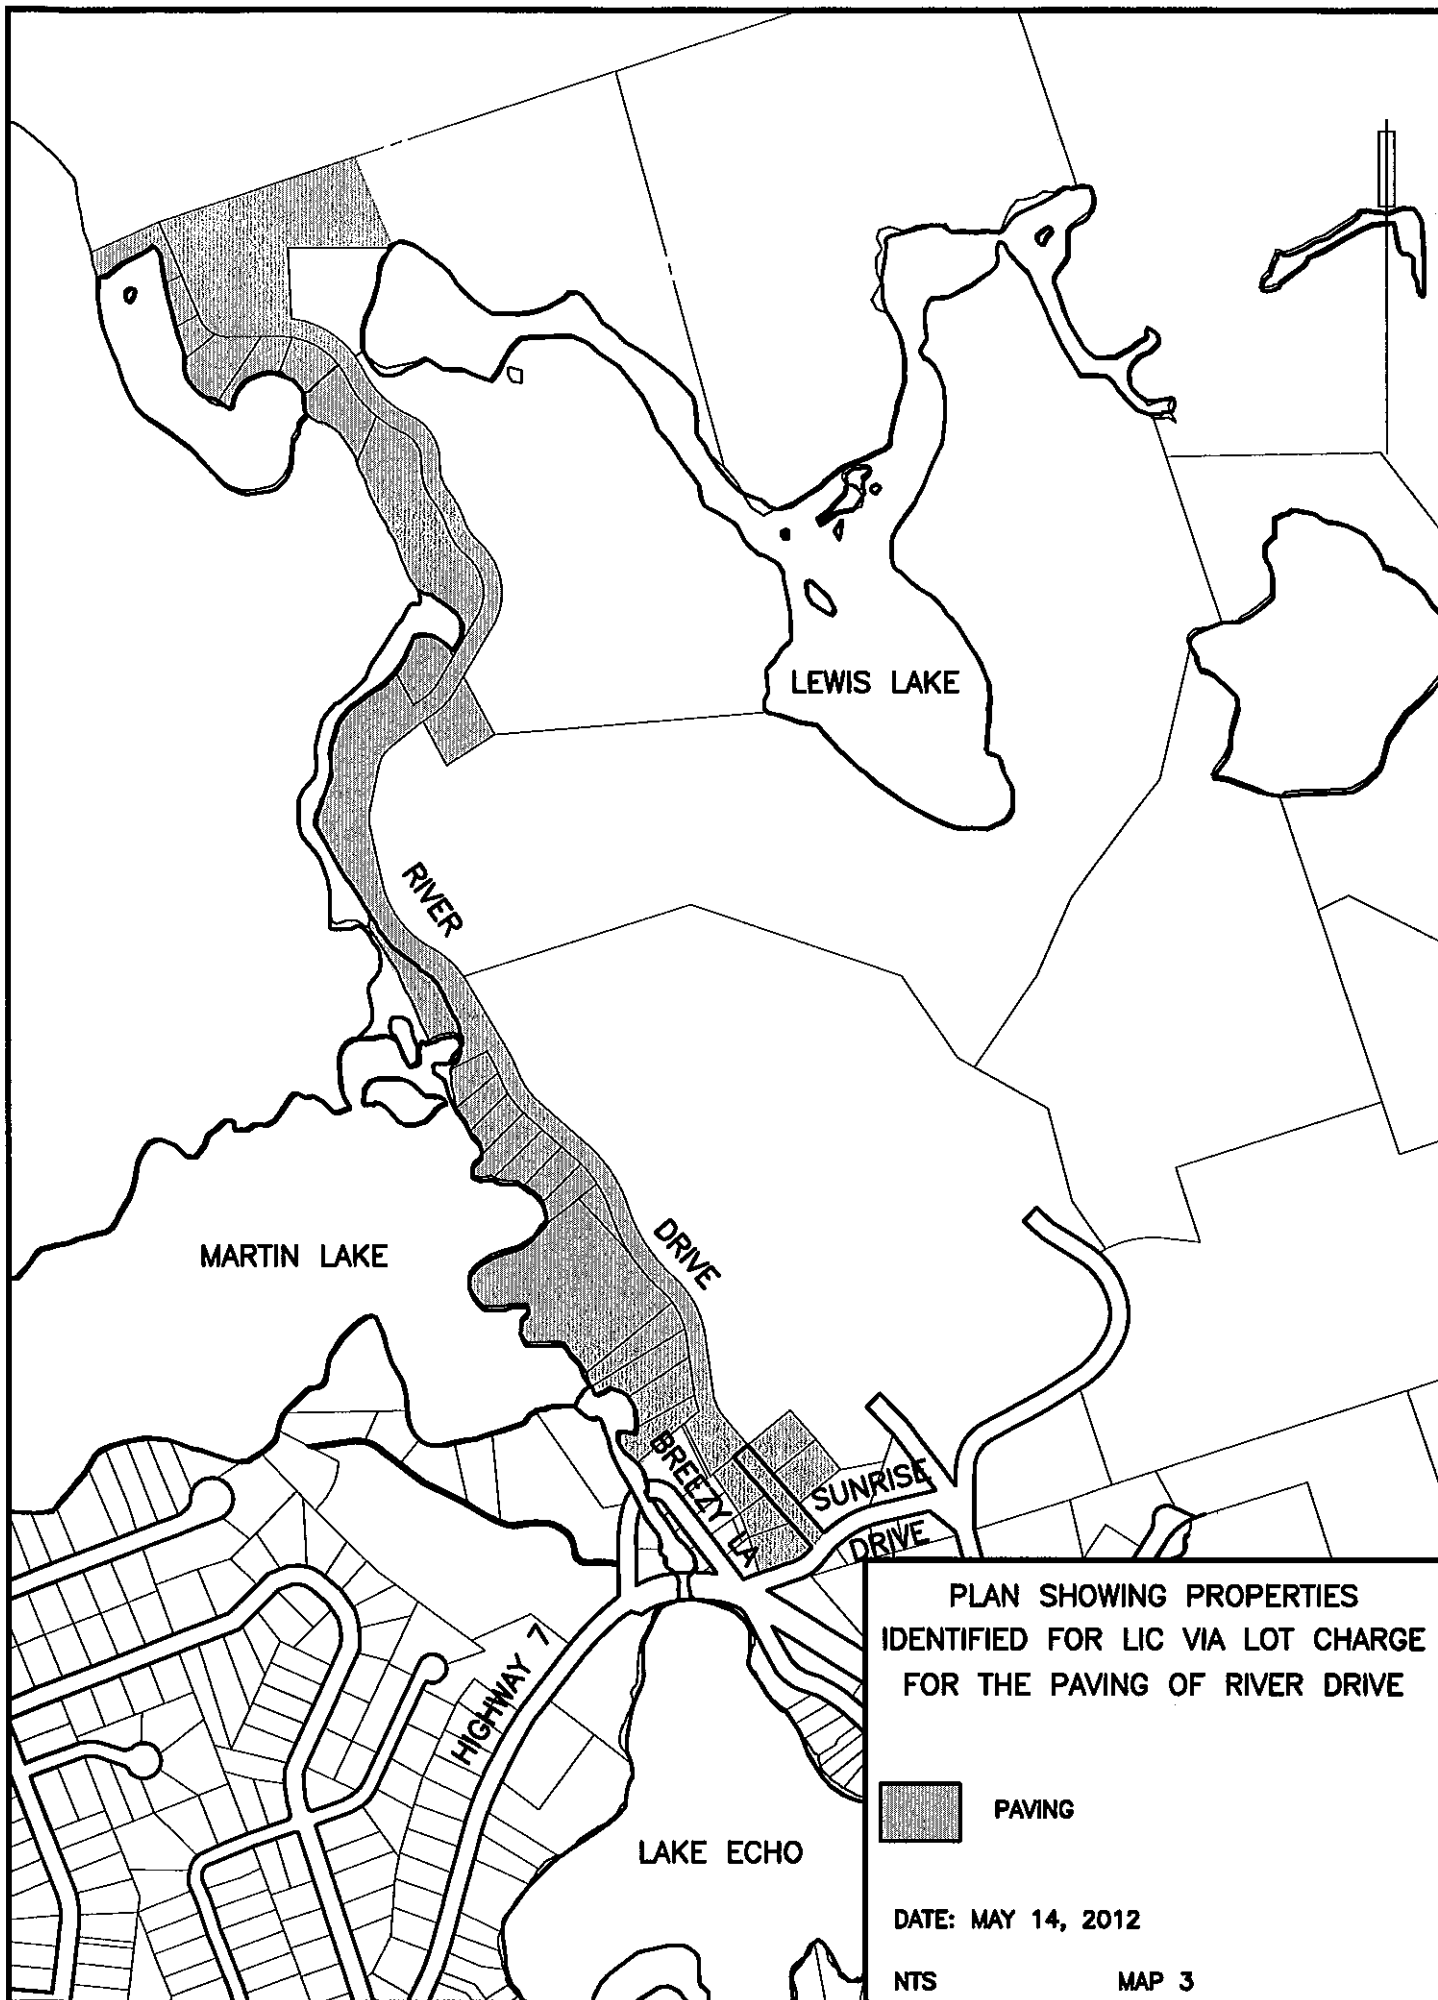 LEWIS LAKE
RIVER
DRIVE
MARTIN LAKE
BREEZY LA
SUNRISE
DRIVE
HIGHWAY 7
LAKE ECHO
PLAN SHOWING PROPERTIES
IDENTIFIED FOR LIC VIA LOT CHARGE
FOR THE PAVING OF RIVER DRIVE
PAVING
DATE: MAY 14, 2012
NTS MAP 3